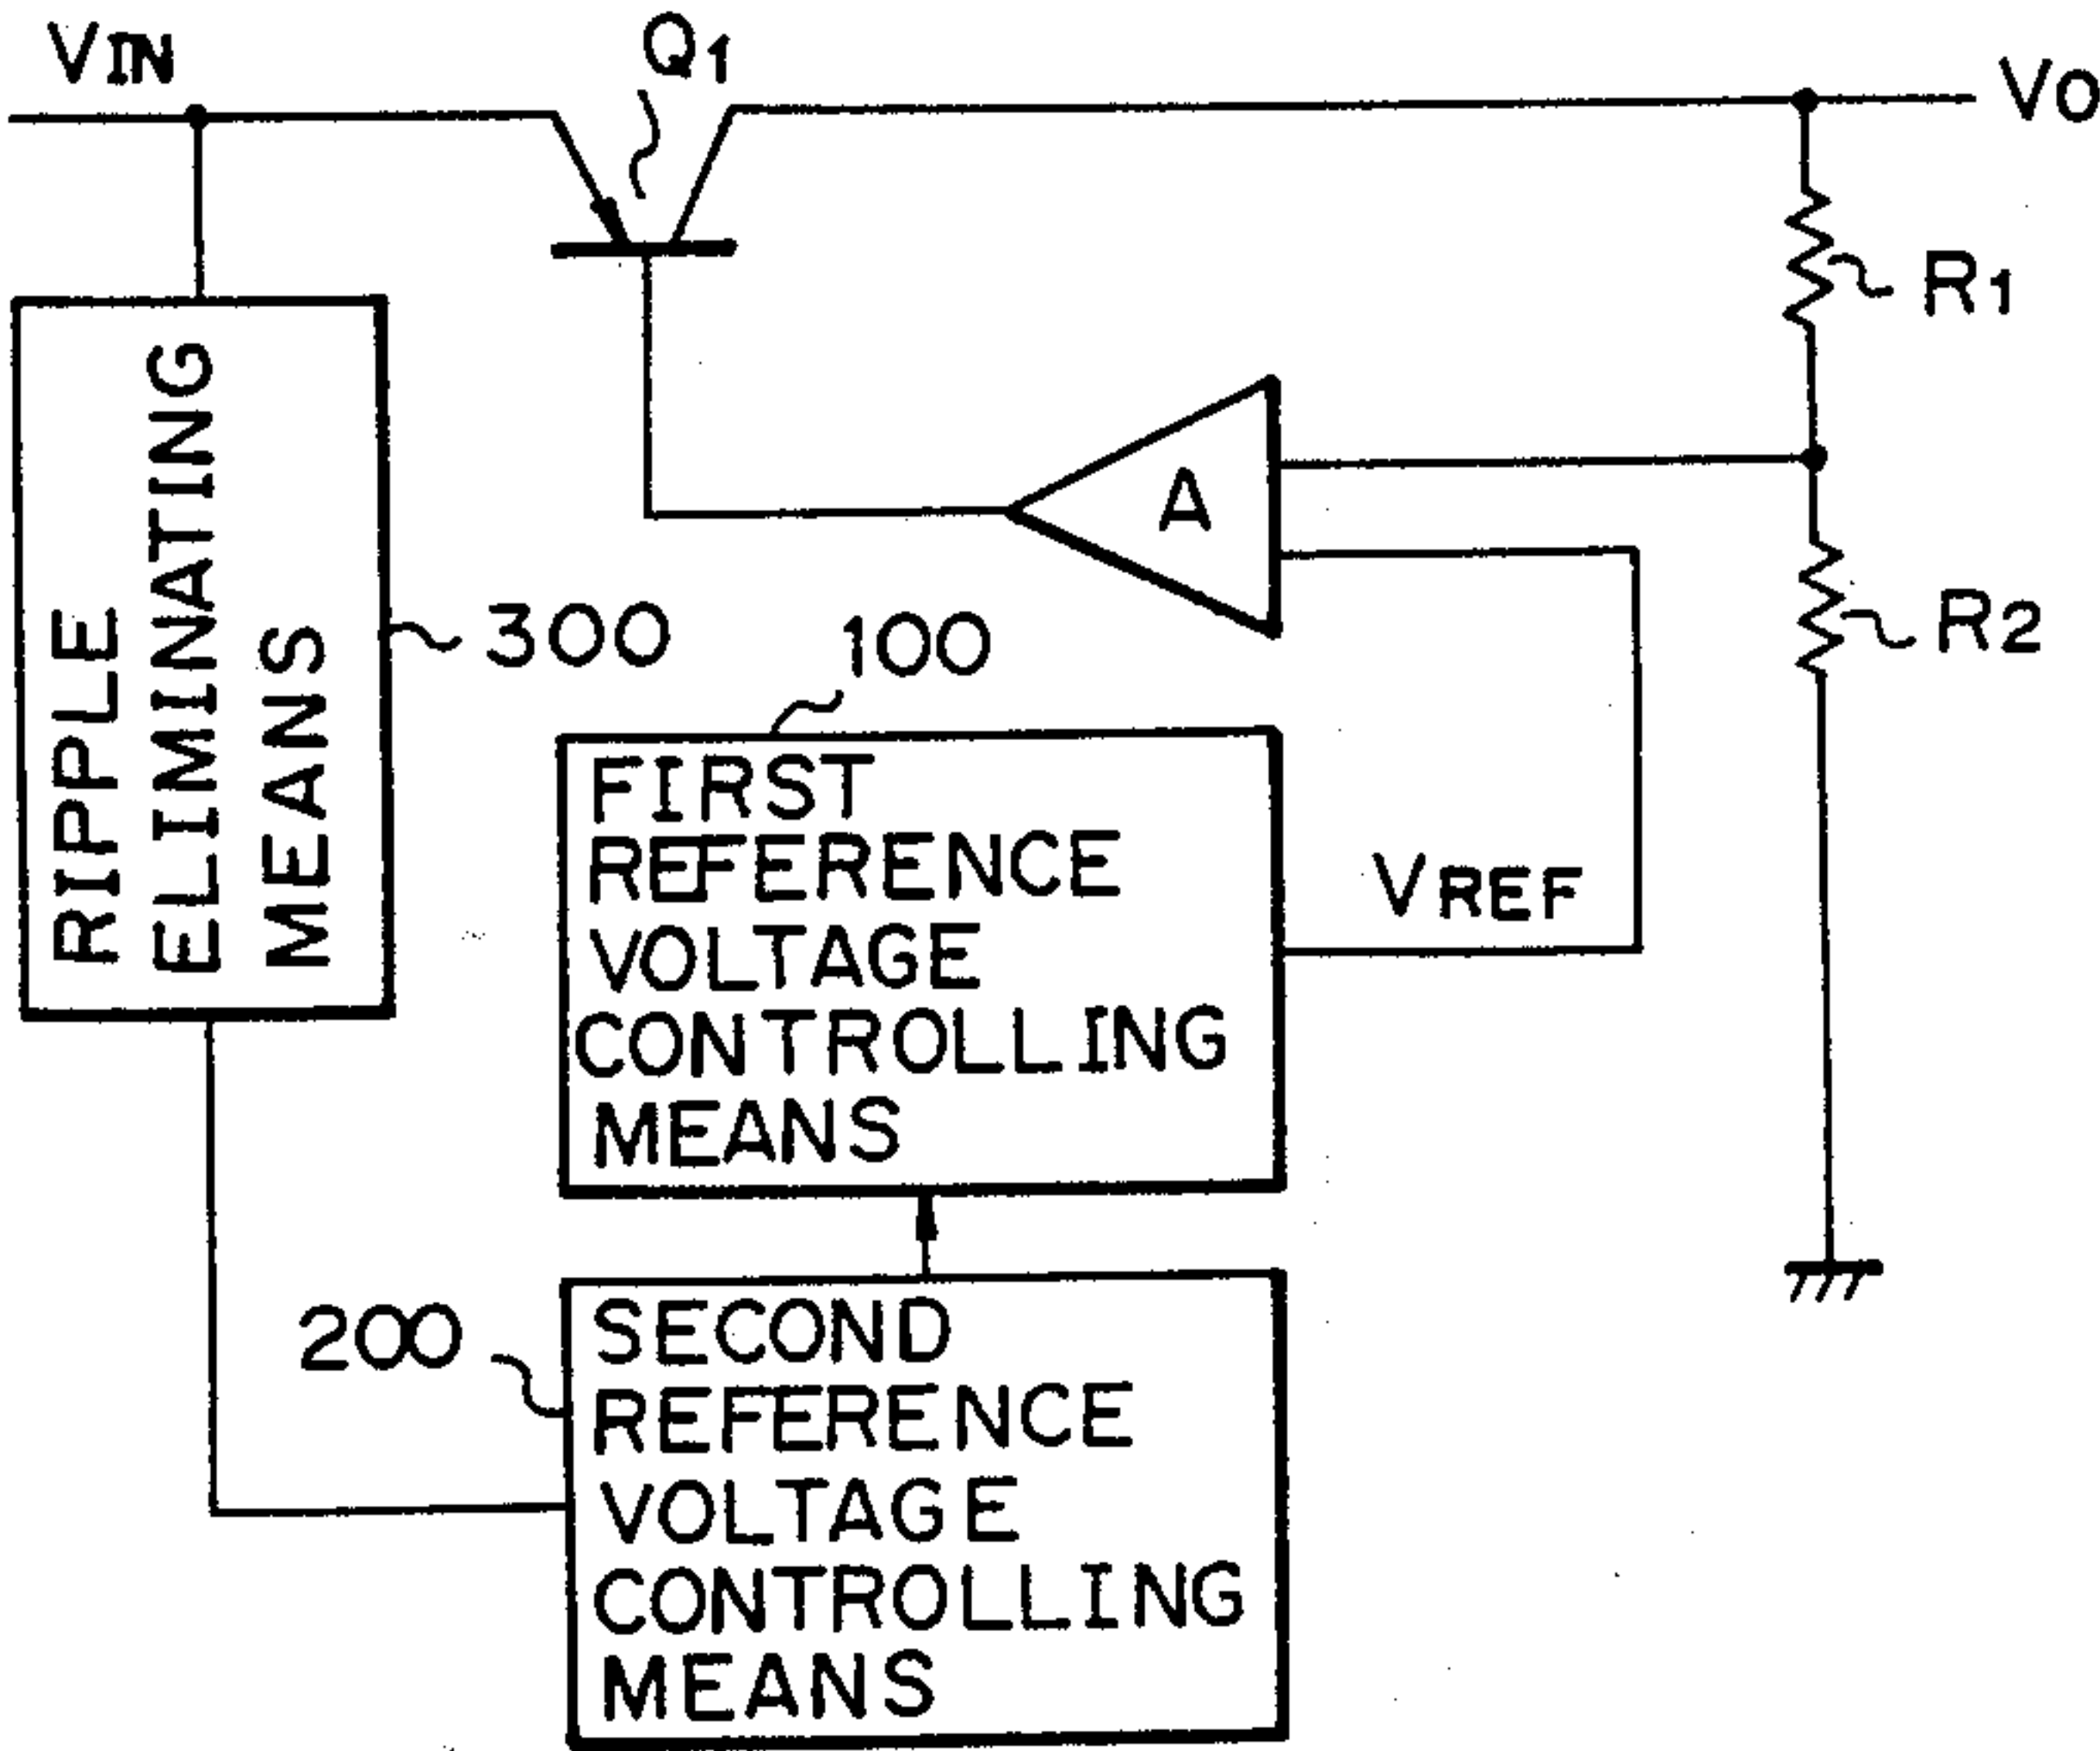 VIN
Q1
VO
R1
A
RIPPLE
ELIMINATING
MEANS
300
100
R2
FIRST
REFERENCE
VOLTAGE
CONTROLLING
MEANS
VREF
200
SECOND
REFERENCE
VOLTAGE
CONTROLLING
MEANS